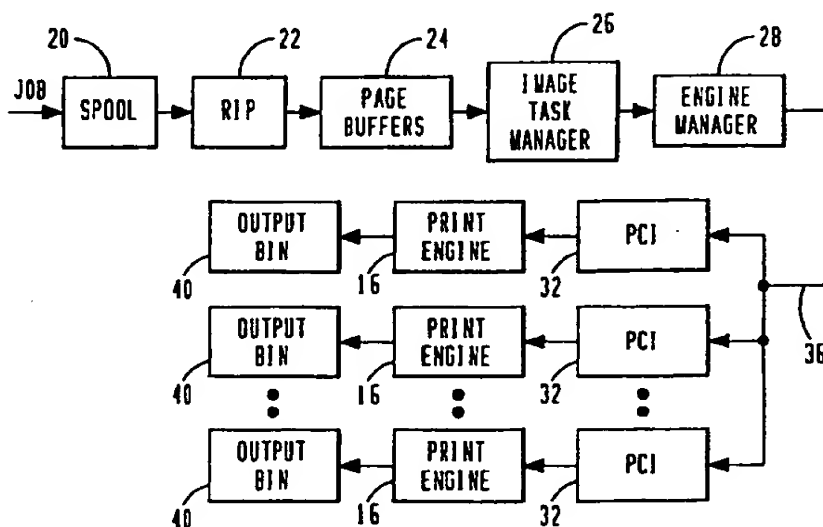 20
22
24
26
28
JOB
SPOOL
RIP
PAGE
BUFFERS
IMAGE
TASK
MANAGER
ENGINE
MANAGER
OUTPUT
BIN
PRINT
ENGINE
PCI
40
16
32
36
OUTPUT
BIN
PRINT
ENGINE
PCI
40
16
32
OUTPUT
BIN
PRINT
ENGINE
PCI
40
16
32